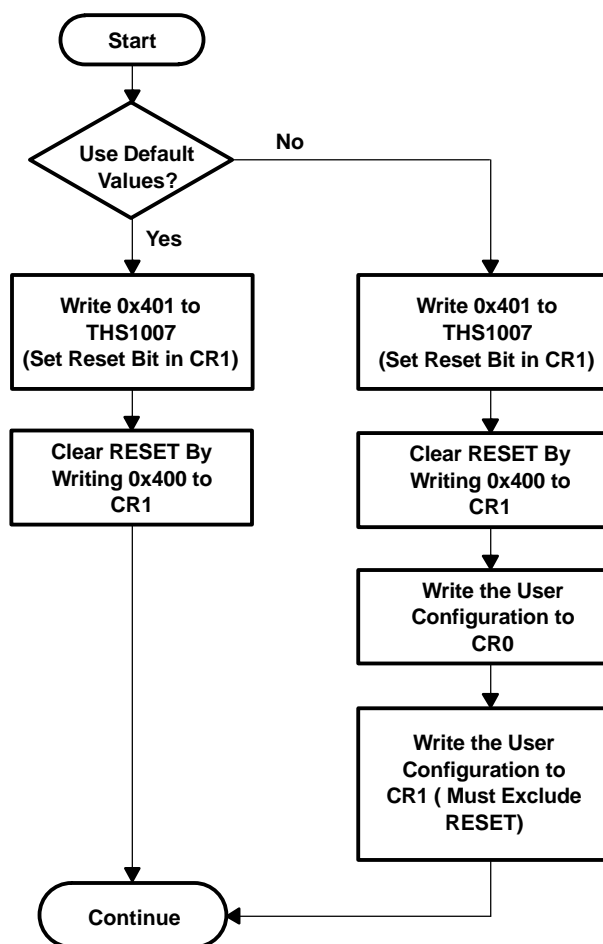 Start
Use Default
Values?
No
Yes
Write 0x401 to
THS1007
(Set Reset Bit in CR1)
Clear RESET By
Writing 0x400 to
CR1
Write 0x401 to
THS1007
(Set Reset Bit in CR1)
Clear RESET By
Writing 0x400 to
CR1
Write the User
Configuration to
CR0
Write the User
Configuration to
CR1 ( Must Exclude
RESET)
Continue